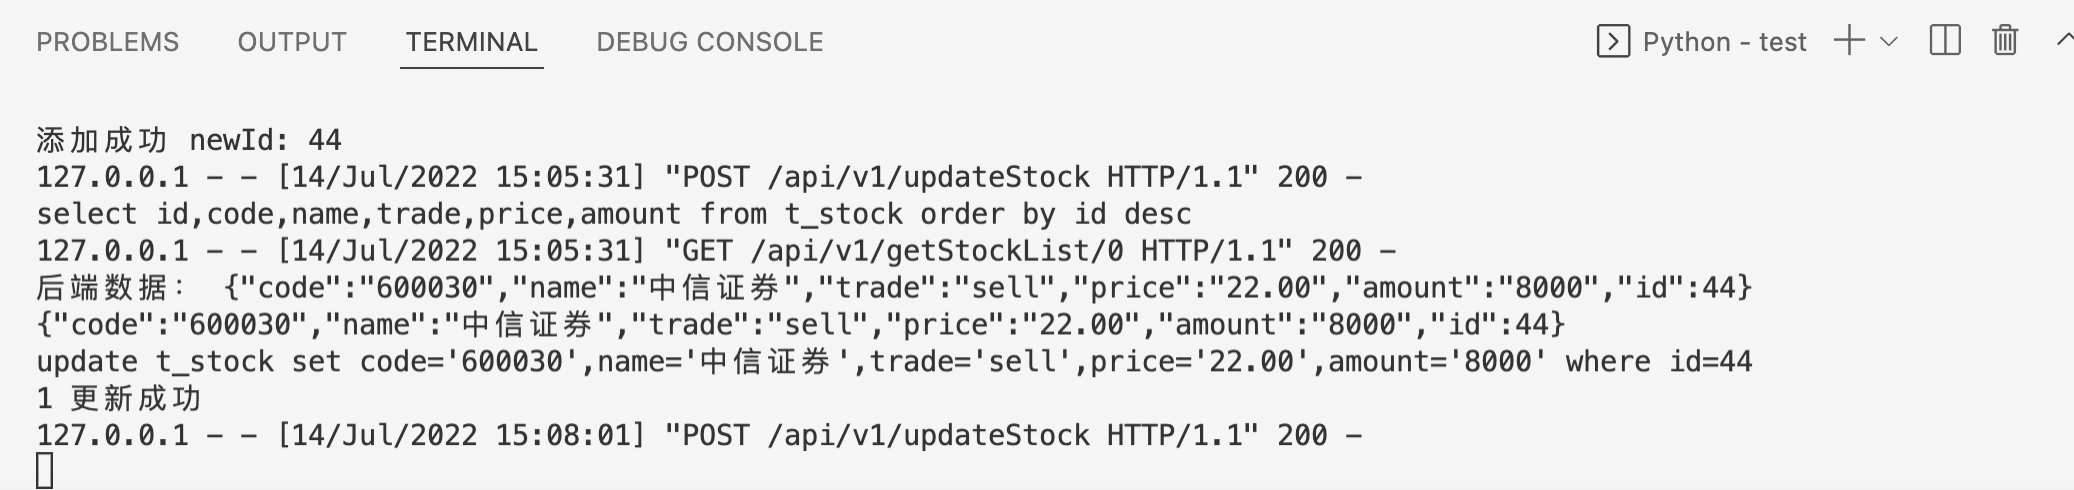 PROBLEMS OUTPUT TERMINAL DEBUG CONSOLE Python - test
添加成功 newId: 44
127.0.0.1 - - [14/Jul/2022 15:05:31] "POST /api/v1/updateStock HTTP/1.1" 200 -
select id,code,name,trade,price,amount from t_stock order by id desc
127.0.0.1 - - [14/Jul/2022 15:05:31] "GET /api/v1/getStockList/0 HTTP/1.1" 200 -
后端数据： {"code":"600030","name":"中信证券","trade":"sell","price":"22.00","amount":"8000","id":44}
{"code":"600030","name":"中信证券","trade":"sell","price":"22.00","amount":"8000","id":44}
update t_stock set code='600030',name='中信证券',trade='sell',price='22.00',amount='8000' where id=44
1 更新成功
127.0.0.1 - - [14/Jul/2022 15:08:01] "POST /api/v1/updateStock HTTP/1.1" 200 -